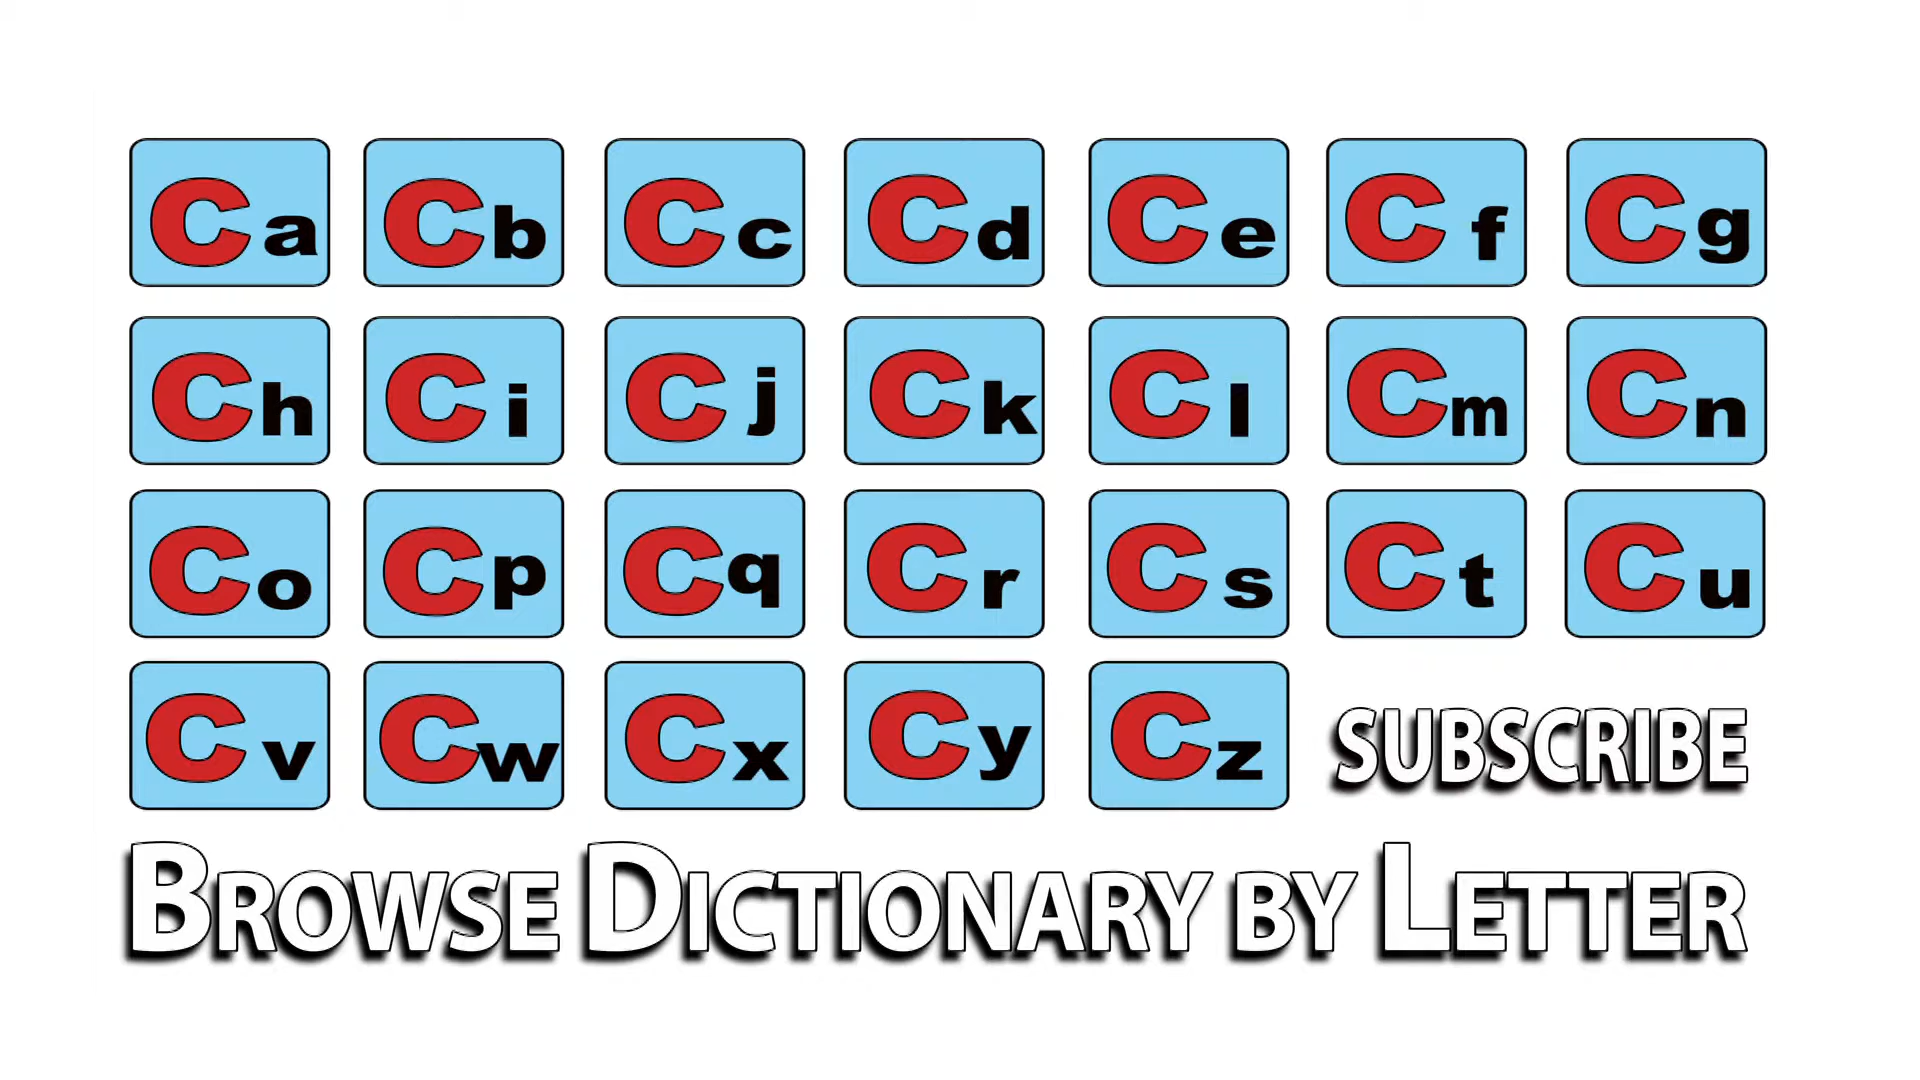 Ca Cb Cc Cd Ce Cf Cg
Ch Ci Cj Ck Cl Cm Cn
Co Cp Cq Cr Cs Ct Cu
Cv Cw Cx Cy Cz SUBSCRIBE
BROWSE DICTIONARY BY LETTER